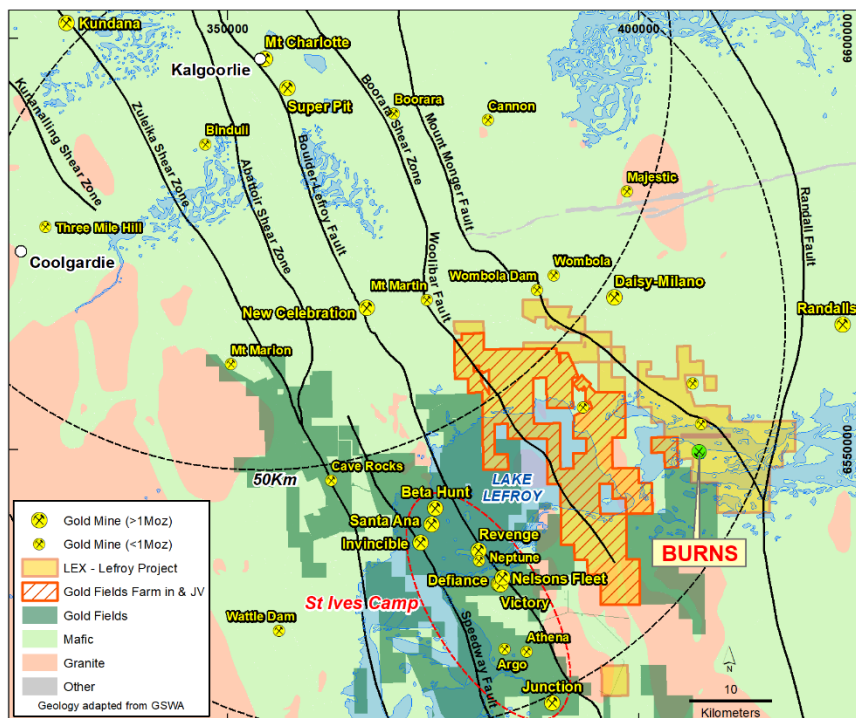 350000
400000
6600000
Kundana
Mt Charlotte
Kalgoorlie
Super Pit
Boorara
Cannon
Kunanalling Shear Zone
Zuleika Shear Zone
Bindull
Abattoir Shear Zone
Boulder-Lefroy Fault
Boorara Shear Zone
Mount Monger Fault
Majestic
Randall Fault
Three Mile Hill
Coolgardie
Woolibar Fault
Mt Martin
Wombola Dam
Wombola
Daisy-Milano
New Celebration
Randalls
Mt Marion
6550000
50Km
Cave Rocks
LAKE
LEFROY
Beta Hunt
Santa Ana
Invincible
Revenge
Neptune
Defiance
Nelsons Fleet
Victory
BURNS
St Ives Camp
Wattle Dam
Speedway Fault
Athena
Argo
Junction
N
10
Kilometers
Gold Mine (>1Moz)
Gold Mine (<1Moz)
LEX - Lefroy Project
Gold Fields Farm in & JV
Gold Fields
Mafic
Granite
Other
Geology adapted from GSWA